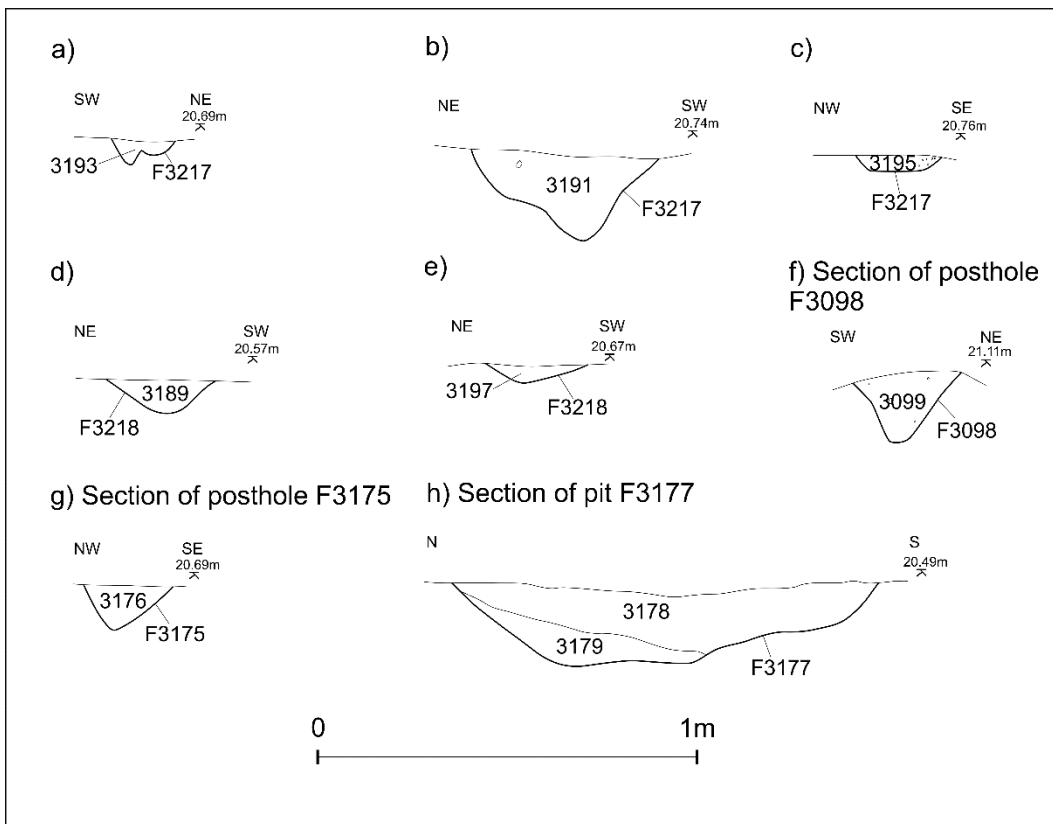 a)
SW NE
20.69m
3193
F3217
b)
NE SW
20.74m
3191
F3217
c)
NW SE
20.76m
3195
F3217
d)
NE SW
20.57m
3189
F3218
e)
NE SW
20.67m
3197
F3218
f) Section of posthole
F3098
SW NE
21.11m
3099
F3098
g) Section of posthole F3175
NW SE
20.69m
3176
F3175
h) Section of pit F3177
N S
20.49m
3178
3179
F3177
0 1m